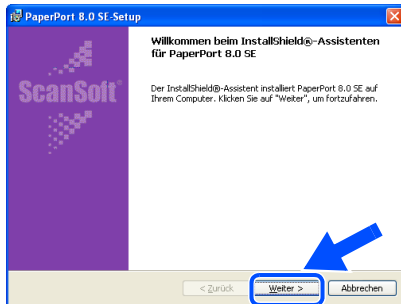 PaperPort 8.0 SE-Setup
Willkommen beim InstallShield®-Assistenten
für PaperPort 8.0 SE
ScanSoft®
Der InstallShield®-Assistent installiert PaperPort 8.0 SE auf
Ihrem Computer. Klicken Sie auf "Weiter", um fortzufahren.
< Zurück Weiter > Abbrechen